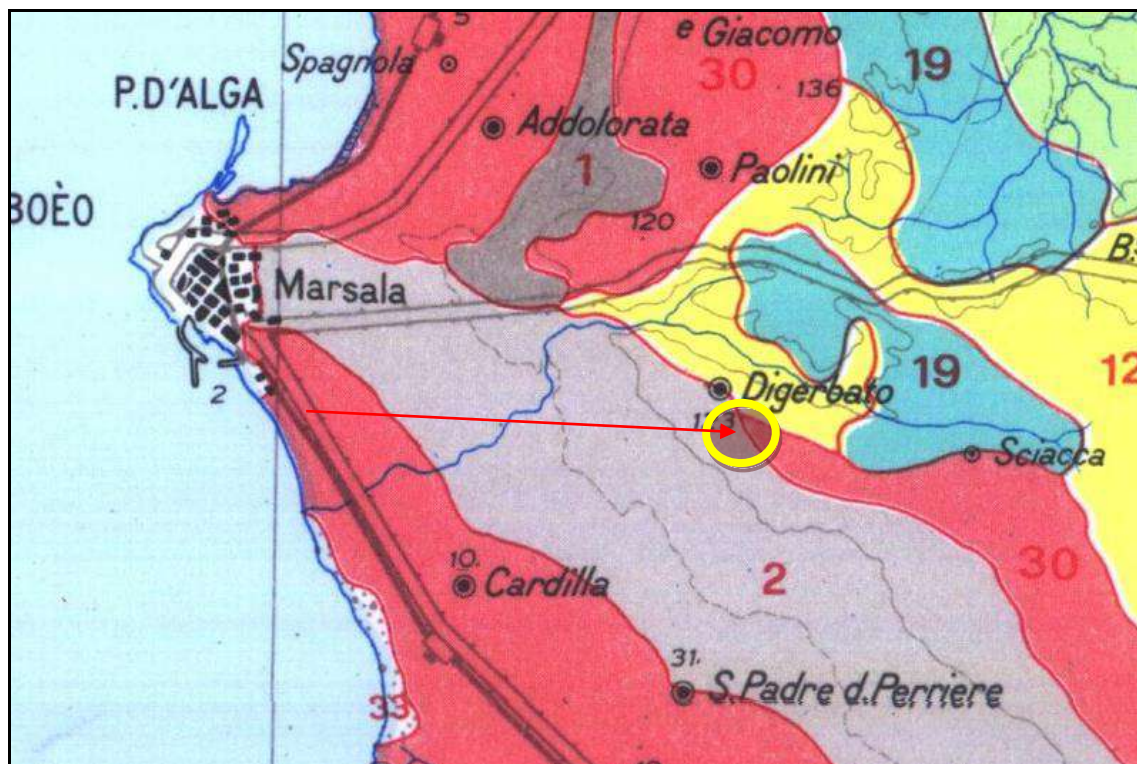 5
e Giacomo
Spagnola
19
30
P.D'ALGA
136
Addolorata
1
Paolini
BOÈO
120
B
Marsala
19
12
2
Digerbato
Sciacca
10.
Cardilla
2
30
31.
S. Padre d. Perriere
33